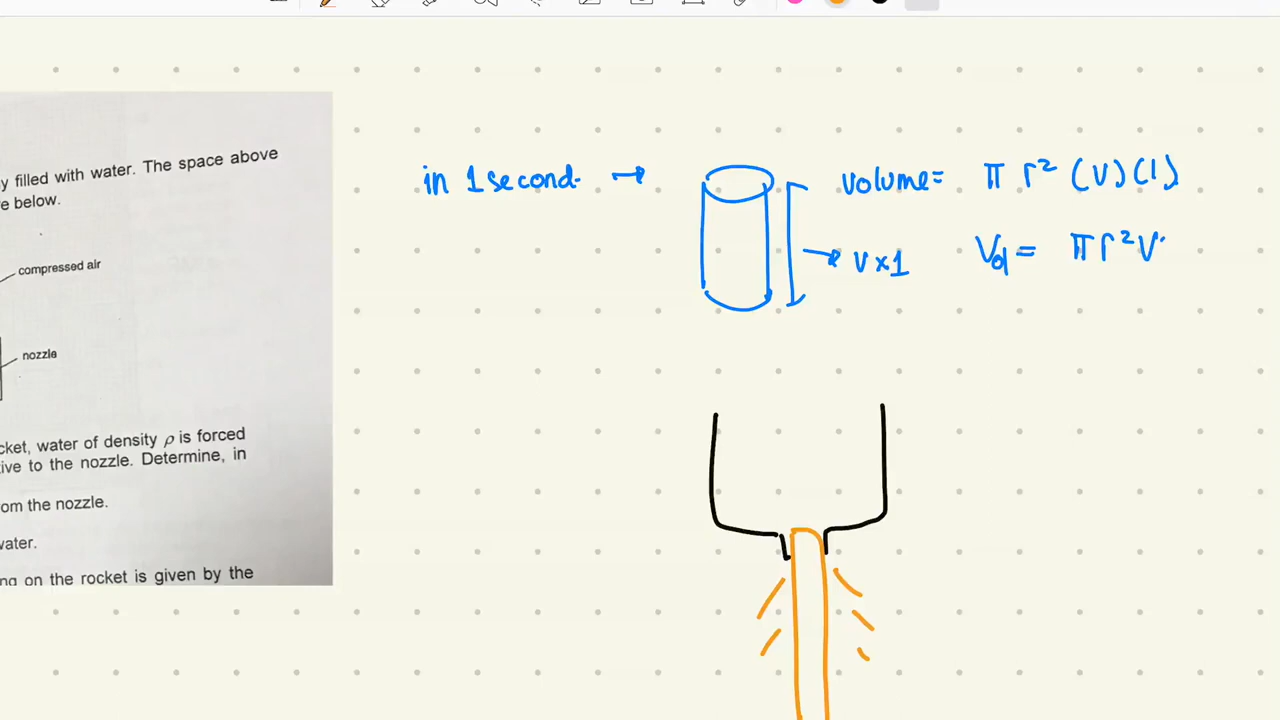 y filled with water. The space above
e below.
compressed air
nozzle
cket, water of density ρ is forced
tive to the nozzle. Determine, in
om the nozzle.
vater.
ng on the rocket is given by the
in 1 second. →
volume = π r² (v)(1)
→ v×1
Vol = π r² v